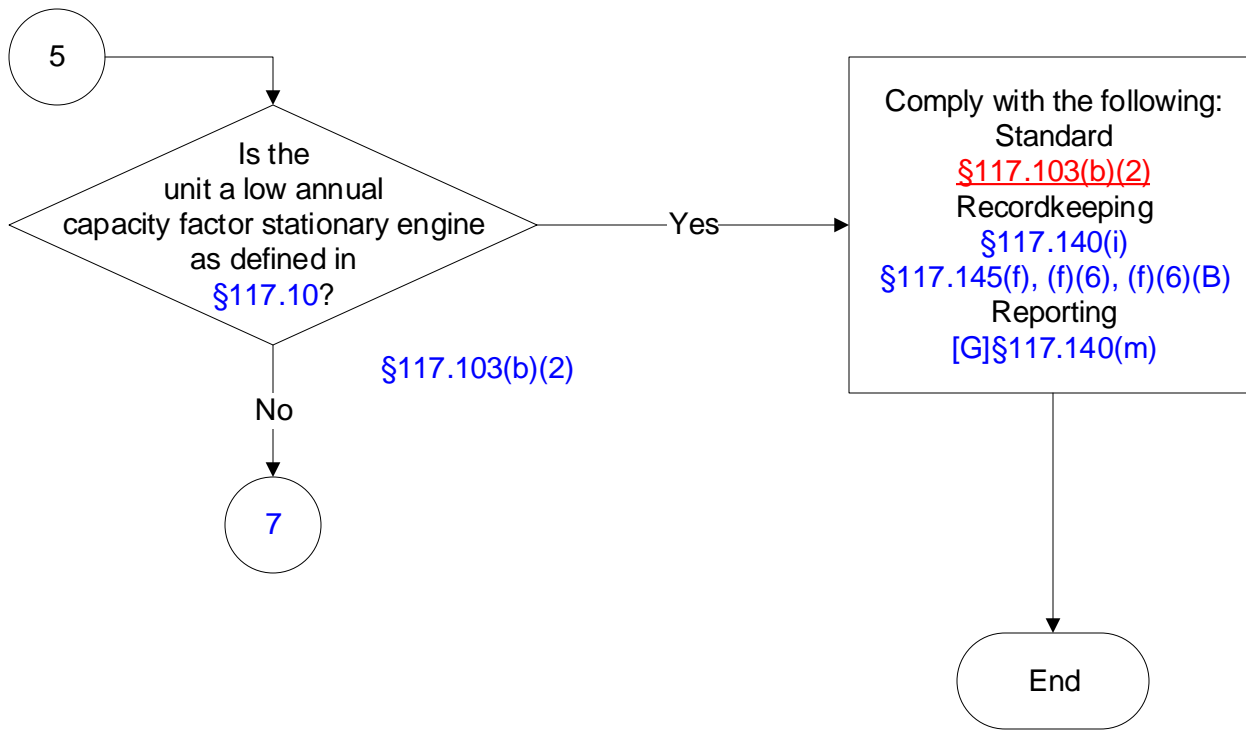 5
Is the
unit a low annual
capacity factor stationary engine
as defined in
§117.10?
Yes
Comply with the following:
Standard
§117.103(b)(2)
Recordkeeping
§117.140(i)
§117.145(f), (f)(6), (f)(6)(B)
Reporting
[G]§117.140(m)
§117.103(b)(2)
No
7
End